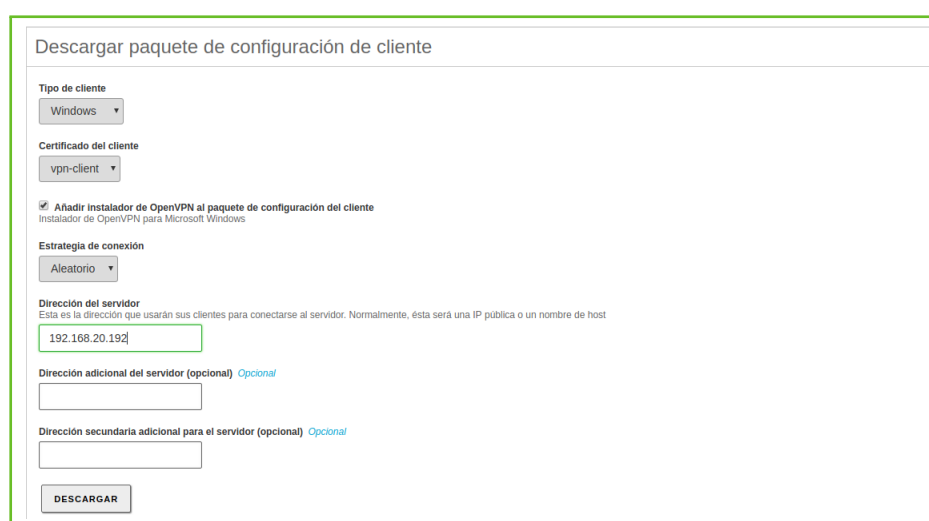 Descargar paquete de configuración de cliente
Tipo de cliente
Windows
Certificado del cliente
vpn-client
Añadir instalador de OpenVPN al paquete de configuración del cliente
Instalador de OpenVPN para Microsoft Windows
Estrategia de conexión
Aleatorio
Dirección del servidor
Esta es la dirección que usarán sus clientes para conectarse al servidor. Normalmente, ésta será una IP pública o un nombre de host
192.168.20.192
Dirección adicional del servidor (opcional) Opcional
Dirección secundaria adicional para el servidor (opcional) Opcional
DESCARGAR